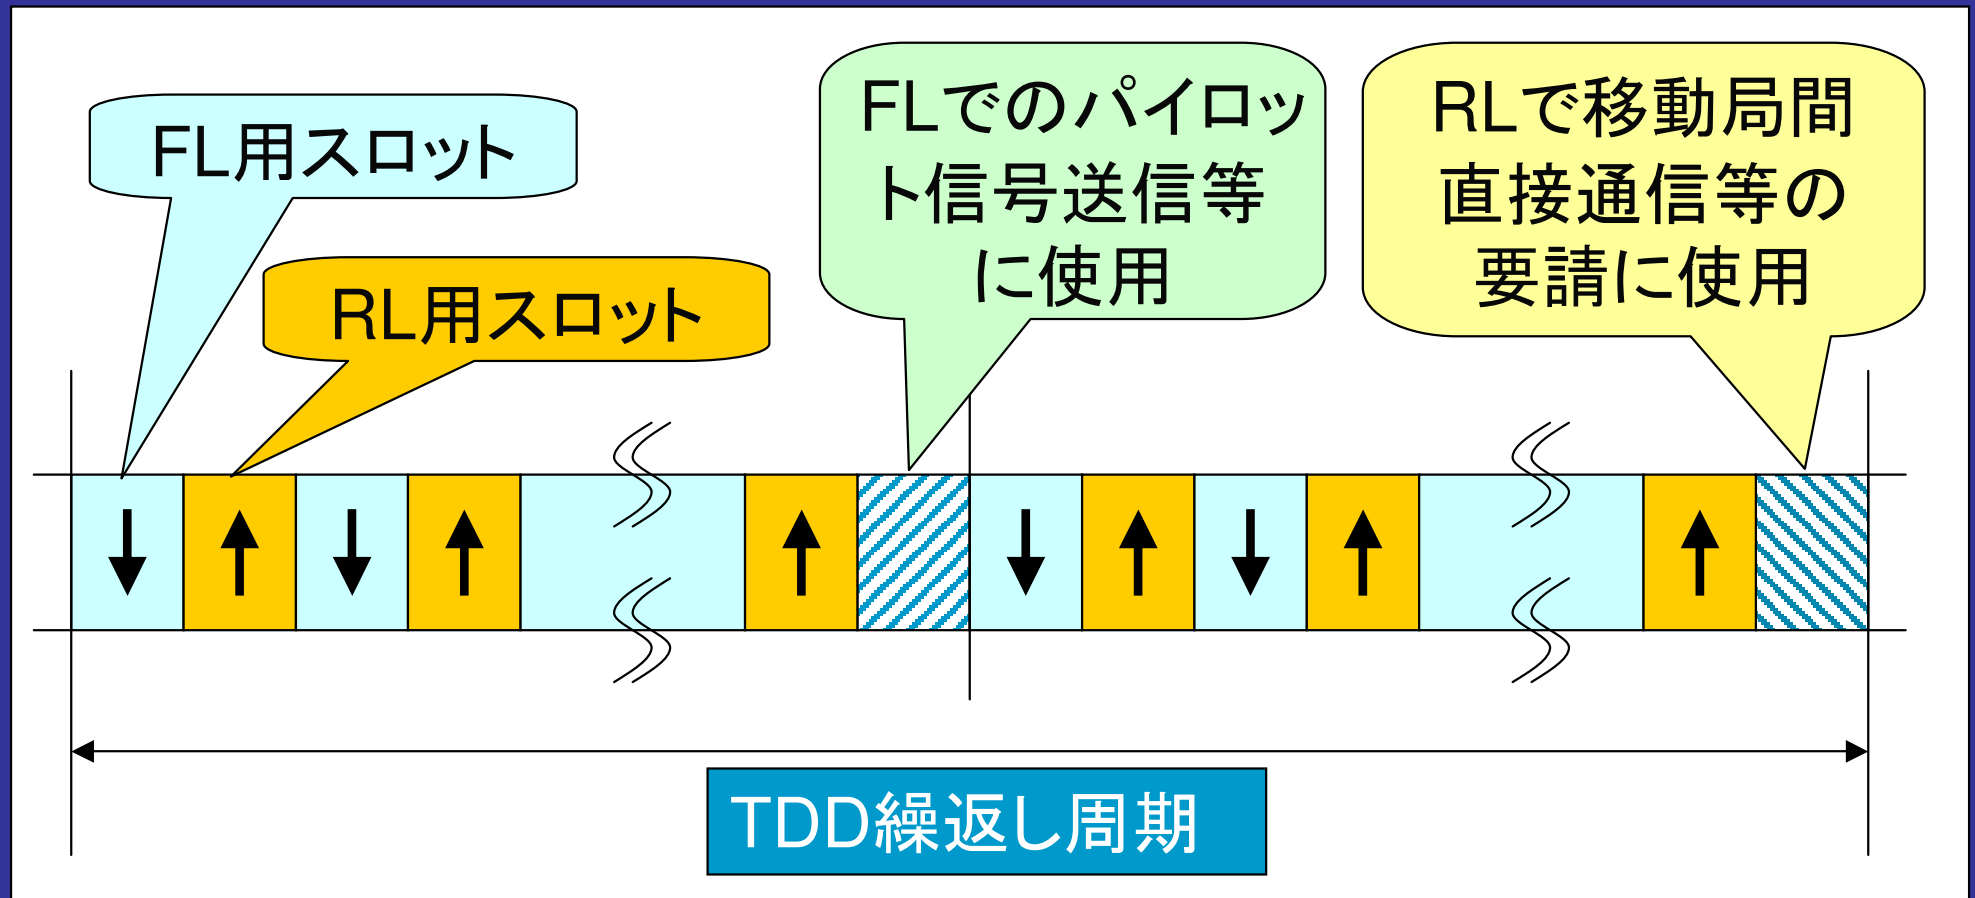 FL用スロット
RL用スロット
FLでのパイロッ
ト信号送信等
に使用
RLで移動局間
直接通信等の
要請に使用
TDD繰返し周期